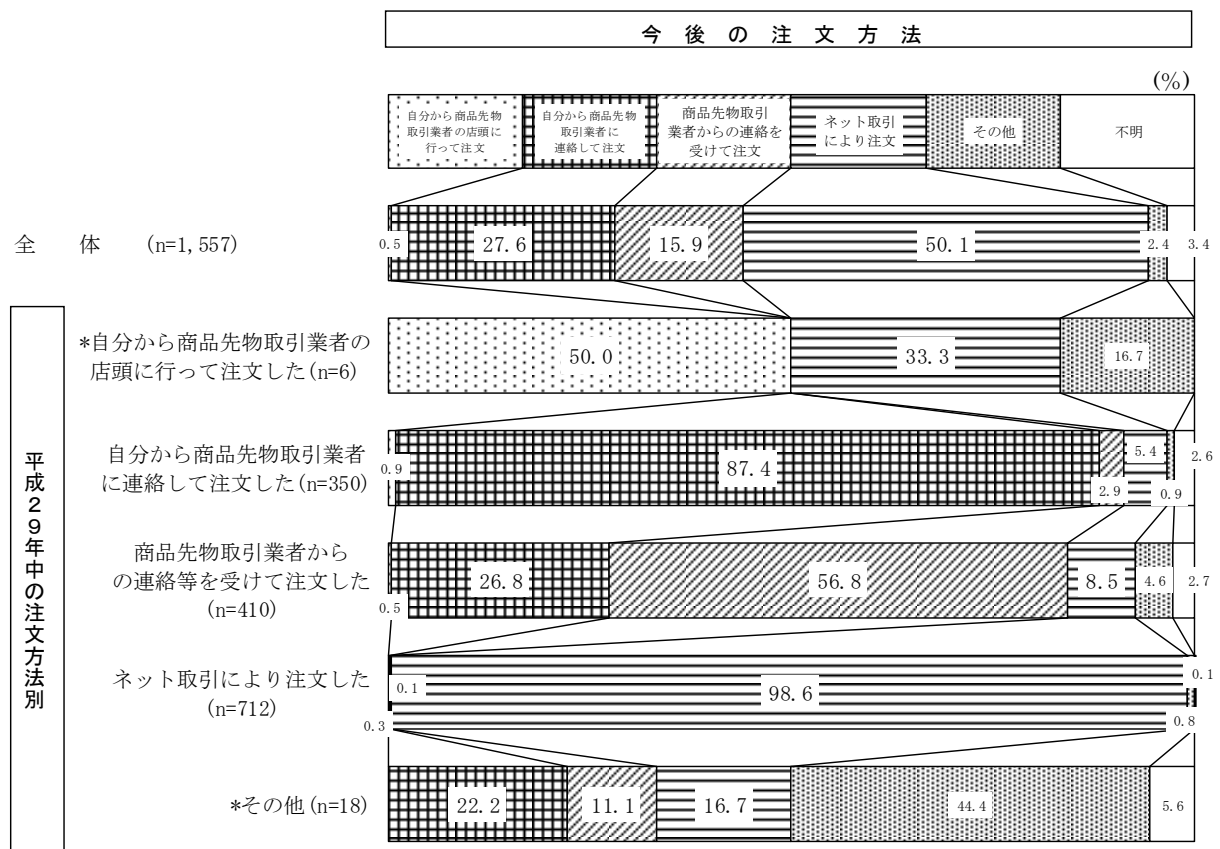 今後の注文方法
(%)
自分から商品先物
取引業者の店頭に
行って注文
自分から商品先物
取引業者に
連絡して注文
商品先物取引
業者からの連絡を
受けて注文
ネット取引
により注文
その他
不明
全 体 (n=1,557)
0.5
27.6
15.9
50.1
2.4
3.4
平成29年中の注文方法別
*自分から商品先物取引業者の
店頭に行って注文した(n=6)
50.0
33.3
16.7
自分から商品先物取引業者
に連絡して注文した(n=350)
0.9
87.4
2.9
5.4
0.9
2.6
商品先物取引業者から
の連絡等を受けて注文した
(n=410)
0.5
26.8
56.8
8.5
4.6
2.7
ネット取引により注文した
(n=712)
0.3
0.1
98.6
0.8
0.1
*その他(n=18)
22.2
11.1
16.7
44.4
5.6